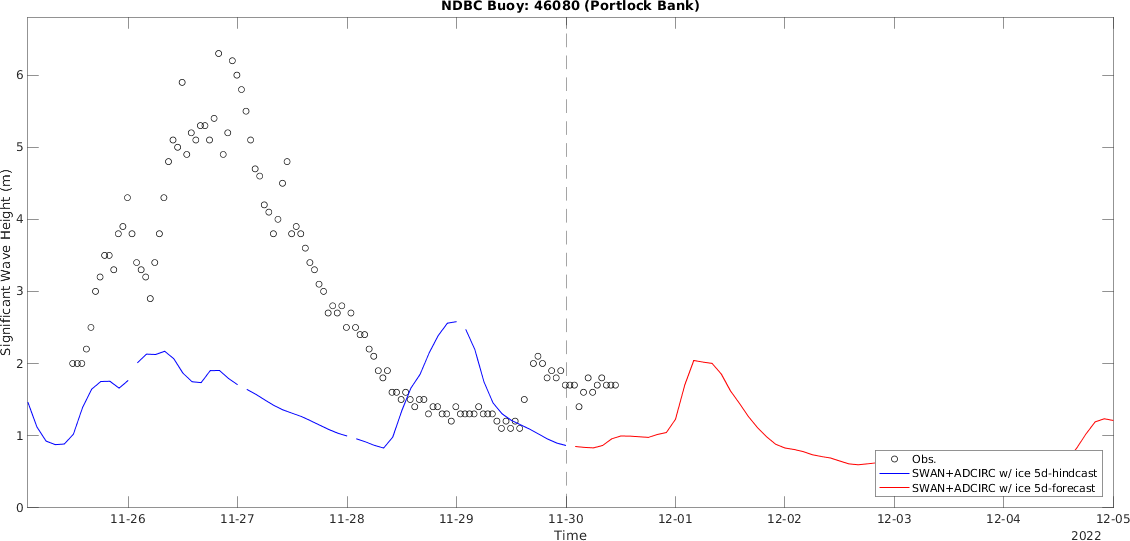 NDBC Buoy: 46080 (Portlock Bank)
Significant Wave Height (m)
6
5
4
3
2
1
0
Obs.
SWAN+ADCIRC w/ ice 5d-hindcast
SWAN+ADCIRC w/ ice 5d-forecast
11-26 11-27 11-28 11-29 11-30 12-01 12-02 12-03 12-04 12-05
Time
2022